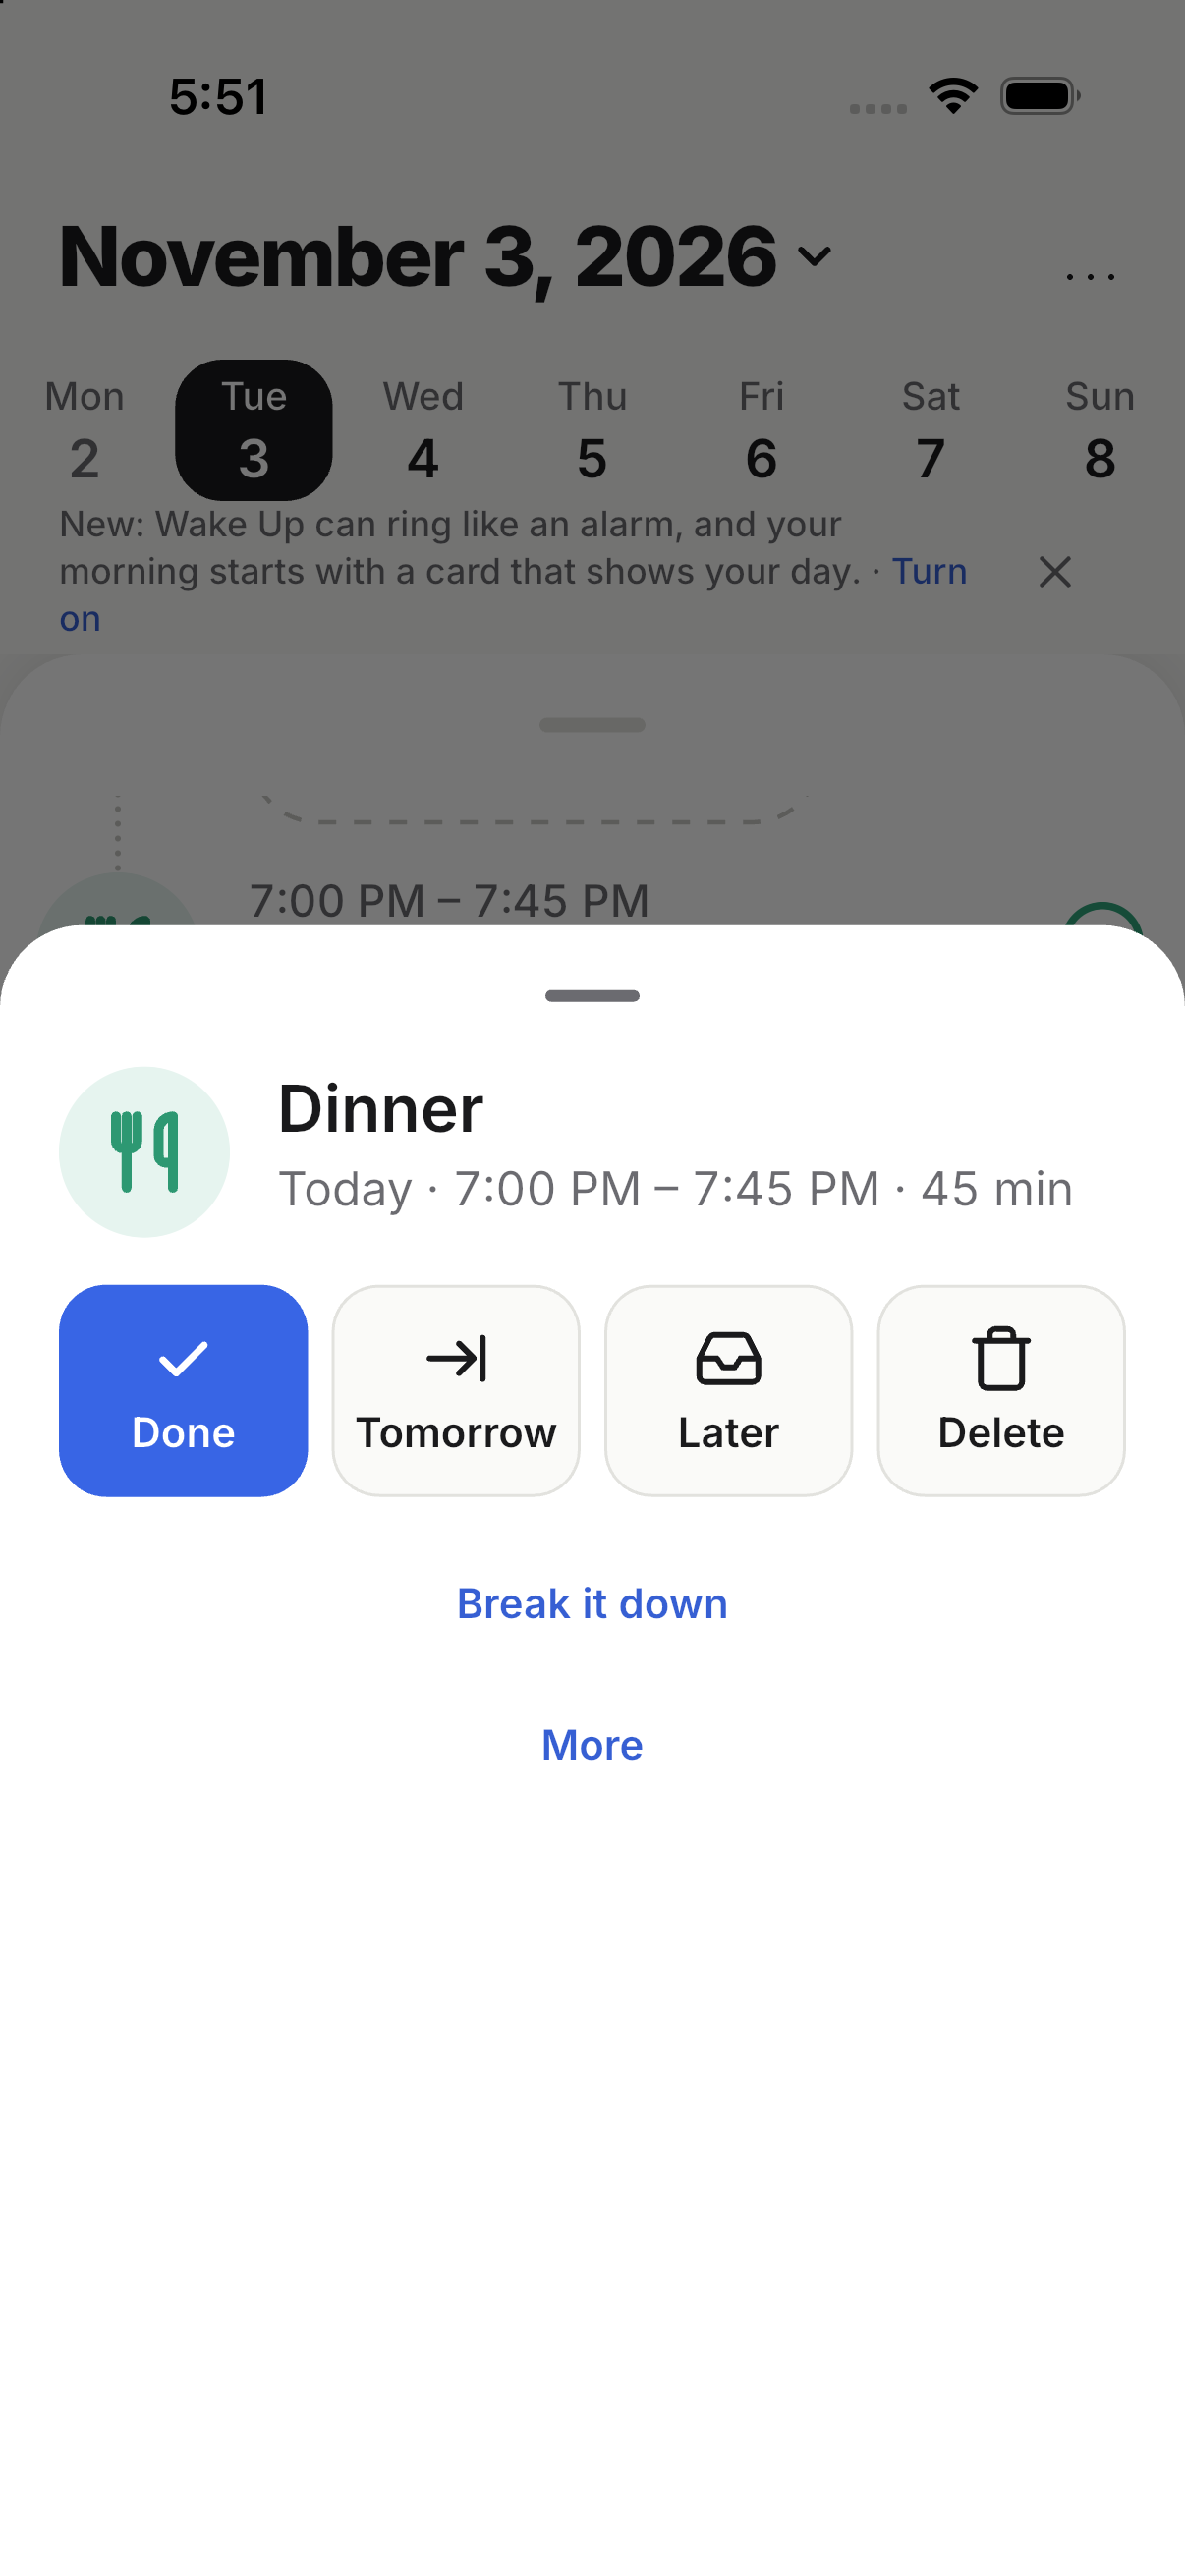 5:51
November 3, 2026
...
Mon Tue Wed Thu Fri Sat Sun
2 3 4 5 6 7 8
New: Wake Up can ring like an alarm, and your
morning starts with a card that shows your day. · Turn
on
7:00 PM – 7:45 PM
Dinner
Today · 7:00 PM – 7:45 PM · 45 min
Done Tomorrow Later Delete
Break it down
More